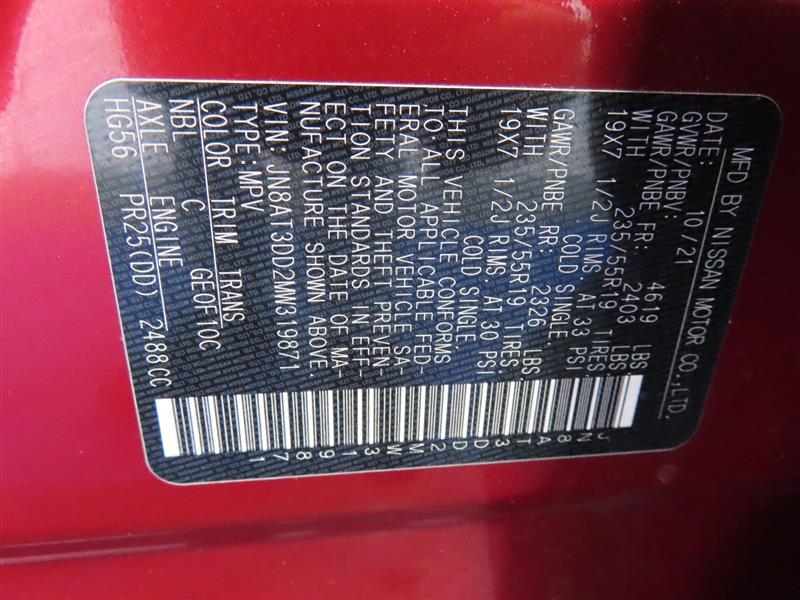 MFD BY NISSAN MOTOR CO.,LTD.
DATE: 10/21
GVWR/PNBV: 4619 LBS
GAWR/PNBE FR: 2403 LBS
WITH 235/55R19 TIRES
19X7 1/2J RIMS AT 33 PSI
COLD SINGLE
GAWR/PNBE RR: 2326 LBS
WITH 235/55R19 TIRES,
19X7 1/2J RIMS, AT 30 PSI
COLD SINGLE,
THIS VEHICLE CONFORMS
TO ALL APPLICABLE FED-
ERAL MOTOR VEHICLE SA-
FETY AND THEFT PREVEN-
TION STANDARDS IN EFF-
ECT ON THE DATE OF MA-
NUFACTURE SHOWN ABOVE.
VIN: JN8AT3DD2MW319871
TYPE: MPV
COLOR TRIM TRANS
NBL C GE0F10C
AXLE ENGINE
HG56 PR25(DD) 2488CC
JN8AT3DD2MW319871